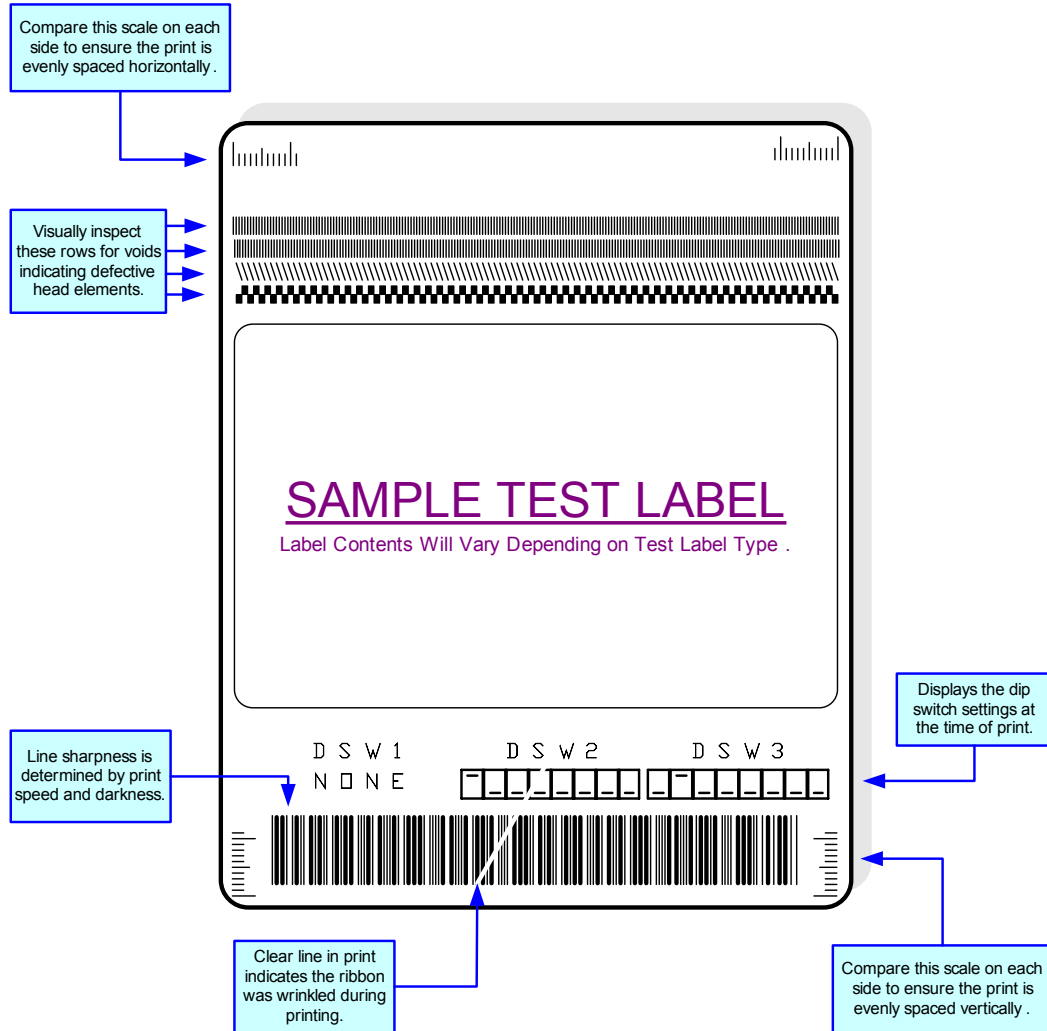 Compare this scale on each
side to ensure the print is
evenly spaced horizontally .
Visually inspect
these rows for voids
indicating defective
head elements.
SAMPLE TEST LABEL
Label Contents Will Vary Depending on Test Label Type .
Displays the dip
switch settings at
the time of print.
Line sharpness is
determined by print
speed and darkness.
DSW1
DSW2
DSW3
NONE
Clear line in print
indicates the ribbon
was wrinkled during
printing.
Compare this scale on each
side to ensure the print is
evenly spaced vertically .